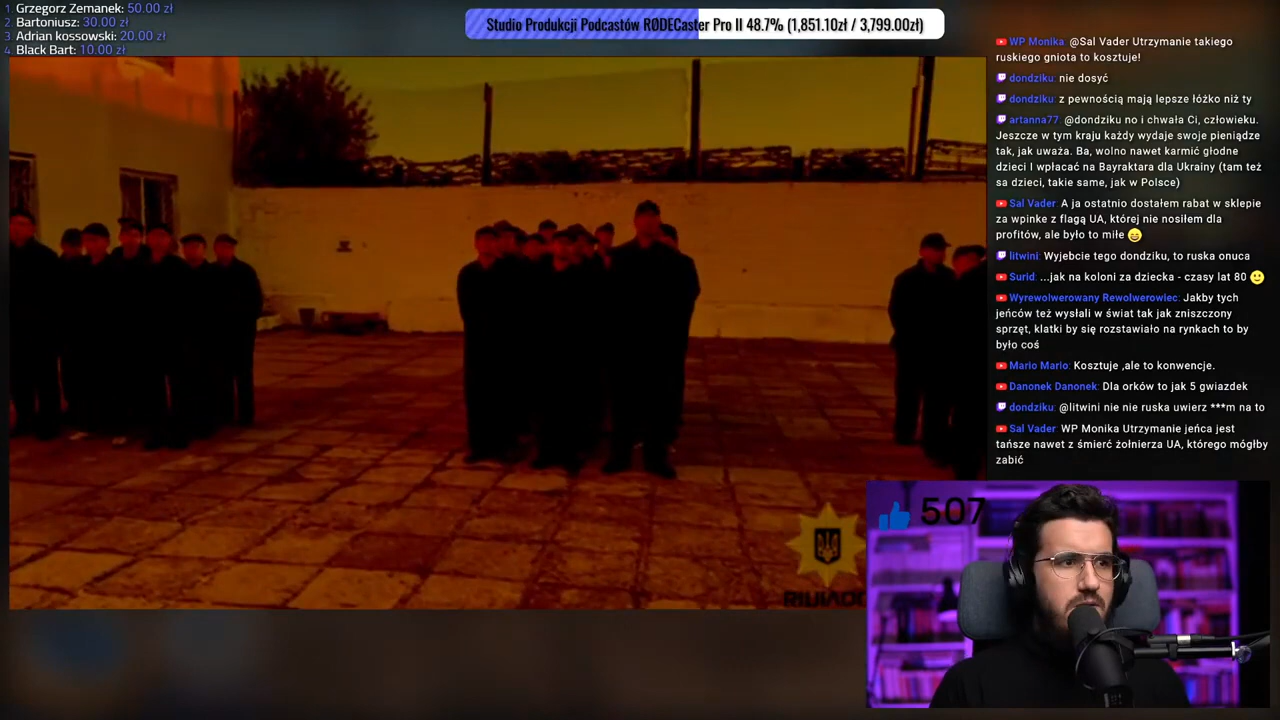 1. Grzegorz Zemanek: 50.00 zł
2. Bartoniusz: 30.00 zł
3. Adrian kossowski: 20.00 zł
4. Black Bart: 10.00 zł
Studio Produkcji Podcastów RØDECaster Pro II 48.7% (1,851.10zł / 3,799.00zł)
WP Monika: @Sal Vader Utrzymanie takiego
ruskiego gniota to kosztuje!
dondziku: nie dosyć
dondziku: z pewnością mają lepsze łóżko niż ty
artanna77: @dondziku no i chwała Ci, człowieku.
Jeszcze w tym kraju każdy wydaje swoje pieniądze
tak, jak uważa. Ba, wolno nawet karmić głodne
dzieci I wpłacać na Bayraktara dla Ukrainy (tam też
sa dzieci, takie same, jak w Polsce)
Sal Vader: A ja ostatnio dostałem rabat w sklepie
za wpinke z flagą UA, której nie nosiłem dla
profitów, ale było to miłe
litwini: Wyjebcie tego dondziku, to ruska onuca
Surid: ...jak na koloni za dziecka - czasy lat 80
Wyrewolwerowany Rewolwerowiec: Jakby tych
jeńców też wysłali w świat tak jak zniszczony
sprzęt, klatki by się rozstawiało na rynkach to by
było coś
Mario Mario: Kosztuje ,ale to konwencje.
Danonek Danonek: Dla orków to jak 5 gwiazdek
dondziku: @litwini nie nie ruska uwierz ***m na to
Sal Vader: WP Monika Utrzymanie jeńca jest
tańsze nawet z śmierć żołnierza UA, którego mógłby
zabić
507